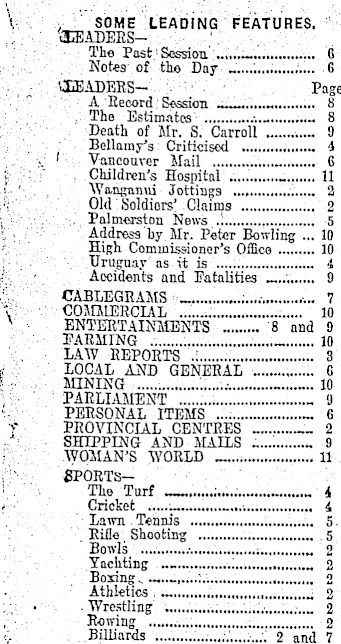 SOME LEADING FEATURES.
LEADERS—
The Past Session .................. 6
Notes of the Day .................. 6
LEADERS— Page
A Record Session .................. 8
The Estimates .................. 8
Death of Mr. S. Carroll .......... 9
Bellamy's Criticised .............. 4
Vancouver Mail .................. 6
Children's Hospital .............. 11
Wanganui Jottings .............. 2
Old Soldiers' Claims .............. 2
Palmerston News .................. 5
Address by Mr. Peter Bowling ... 10
High Commissioner's Office ........ 10
Uruguay as it is .................. 4
Accidents and Fatalities .......... 9
CABLEGRAMS .................. 7
COMMERCIAL .................. 10
ENTERTAINMENTS ......... 8 and 9
FARMING .................. 10
LAW REPORTS .................. 3
LOCAL AND GENERAL .............. 6
MINING .................. 10
PARLIAMENT .................. 9
PERSONAL ITEMS .................. 6
PROVINCIAL CENTRES .............. 2
SHIPPING AND MAILS .............. 9
WOMAN'S WORLD .................. 11
SPORTS—
The Turf .................. 4
Cricket .................. 4
Lawn Tennis .................. 5
Rifle Shooting .................. 5
Bowls .................. 2
Yachting .................. 2
Boxing .................. 2
Athletics .................. 2
Wrestling .................. 2
Rowing .................. 2
Billiards .................. 2 and 7